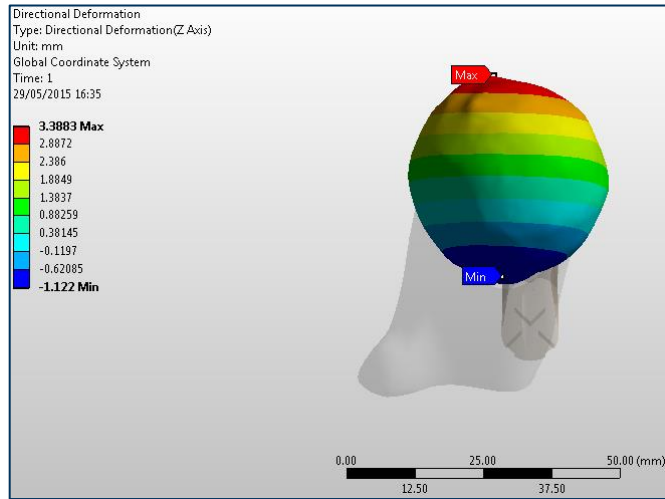 Directional Deformation
Type: Directional Deformation(Z Axis)
Unit: mm
Global Coordinate System
Time: 1
29/05/2015 16:35
3.3883 Max
2.8872
2.386
1.8849
1.3837
0.88259
0.38145
-0.1197
-0.62085
-1.122 Min
Max
Min
0.00 25.00 50.00 (mm)
12.50 37.50